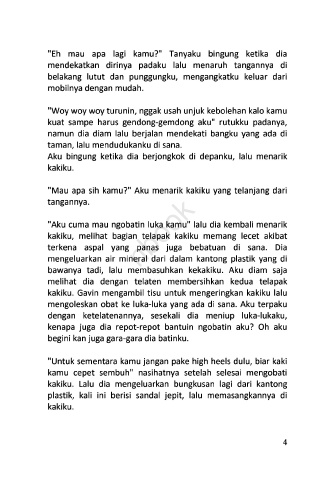 "Eh mau apa lagi kamu?" Tanyaku bingung ketika dia
mendekatkan dirinya padaku lalu menaruh tangannya di
belakang lutut dan punggungku, mengangkatku keluar dari
mobilnya dengan mudah.
"Woy woy woy turunin, nggak usah unjuk kebolehan kalo kamu
kuat sampe harus gendong-gemdong aku" rutukku padanya,
namun dia diam lalu berjalan mendekati bangku yang ada di
taman, lalu mendudukanku di sana.
Aku bingung ketika dia berjongkok di depanku, lalu menarik
kakiku.
"Mau apa sih kamu?" Aku menarik kakiku yang telanjang dari
tangannya.
"Aku cuma mau ngobatin luka kamu" lalu dia kembali menarik
kakiku, melihat bagian telapak kakiku memang lecet akibat
terkena aspal yang panas juga bebatuan di sana. Dia
mengeluarkan air mineral dari dalam kantong plastik yang di
bawanya tadi, lalu membasuhkan kekakiku. Aku diam saja
melihat dia dengan telaten membersihkan kedua telapak
kakiku. Gavin mengambil tisu untuk mengeringkan kakiku lalu
mengoleskan obat ke luka-luka yang ada di sana. Aku terpaku
dengan ketelatenannya, sesekali dia meniup luka-lukaku,
kenapa juga dia repot-repot bantuin ngobatin aku? Oh aku
begini kan juga gara-gara dia batinku.
"Untuk sementara kamu jangan pake high heels dulu, biar kaki
kamu cepet sembuh" nasihatnya setelah selesai mengobati
kakiku. Lalu dia mengeluarkan bungkusan lagi dari kantong
plastik, kali ini berisi sandal jepit, lalu memasangkannya di
kakiku.
4